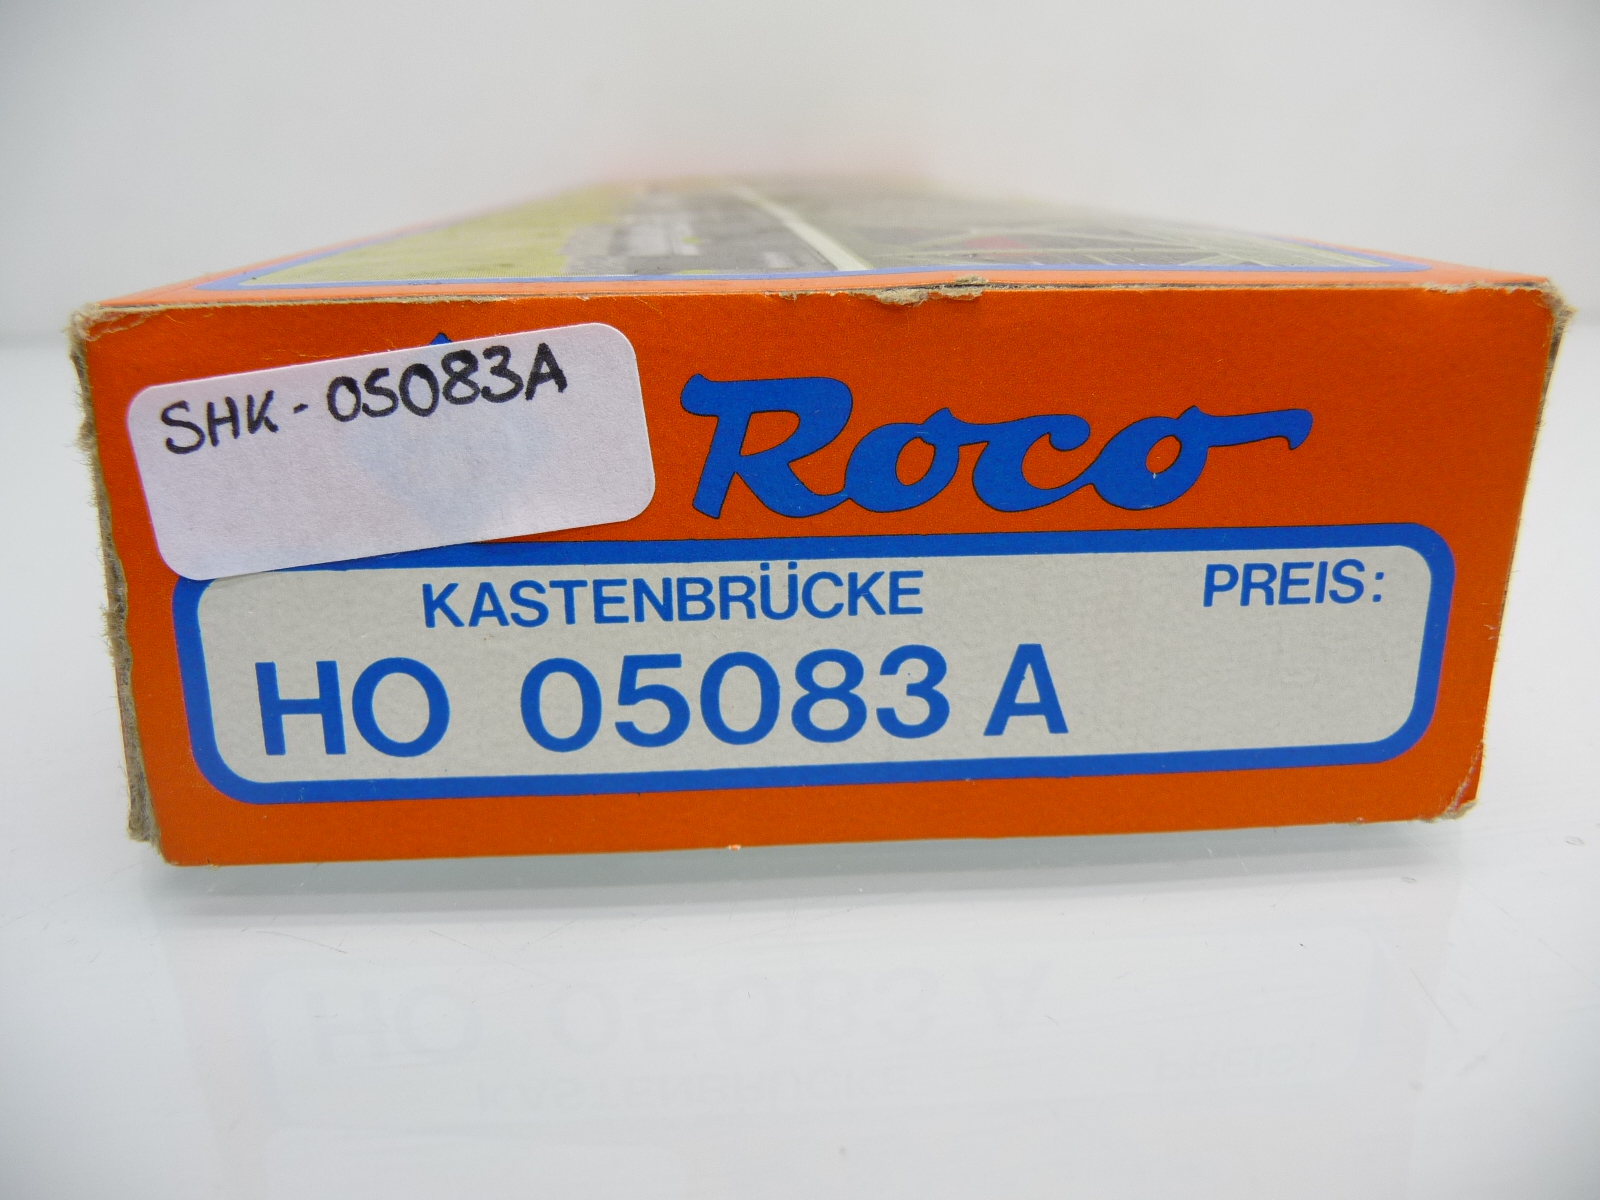 SHK-05083A
Roco
KASTENBRÜCKE
PREIS:
HO 05083 A